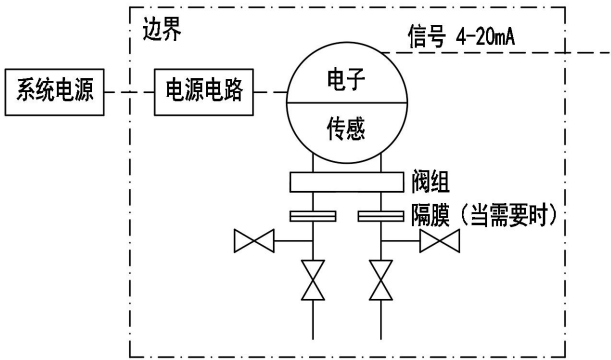 边界
信号 4-20mA
系统电源
电源电路
电子
传感
阀组
隔膜（当需要时）